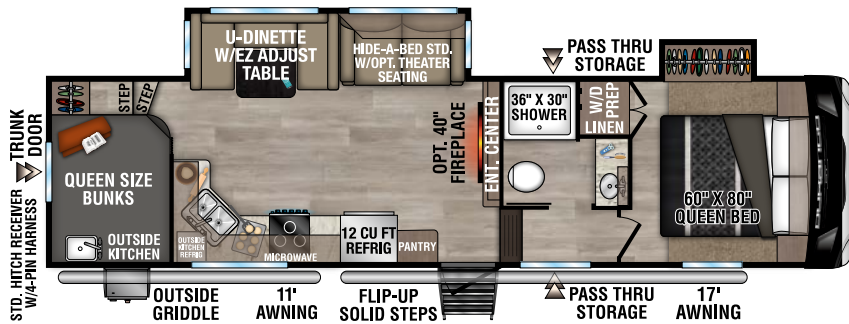 U-DINETTE
W/EZ ADJUST
TABLE
HIDE-A-BED STD.
W/OPT. THEATER
SEATING
PASS THRU
STORAGE
STD. HITCH RECEIVER
W/4-PIN HARNESS
TRUNK
DOOR
STEP
STEP
QUEEN SIZE
BUNKS
OUTSIDE
KITCHEN
OUTSIDE
KITCHEN
REFRIG
MICROWAVE
12 CU FT
REFRIG
PANTRY
OPT. 40"
FIREPLACE
ENT. CENTER
36" X 30"
SHOWER
W/D
PREP
LINEN
60" X 80"
QUEEN BED
DURANGO
OUTSIDE
GRIDDLE
11'
AWNING
FLIP-UP
SOLID STEPS
PASS THRU
STORAGE
17'
AWNING